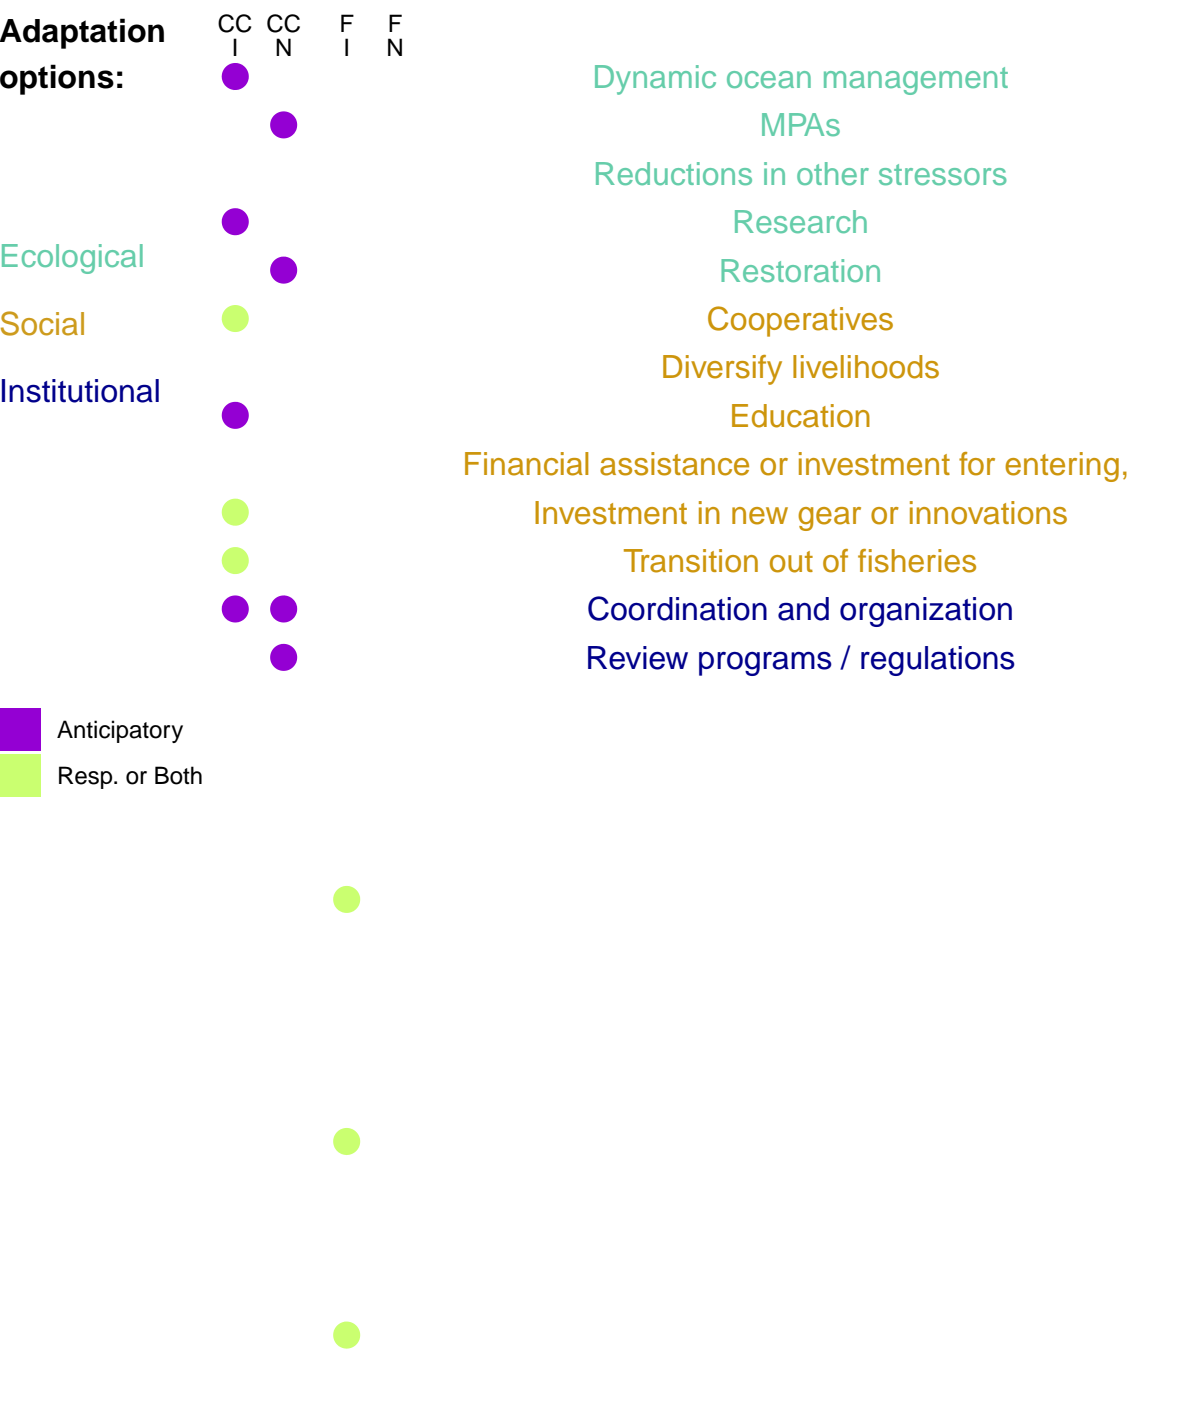 Adaptation
options:
CC CC F F
I N I N
Dynamic ocean management
MPAs
Reductions in other stressors
Research
Ecological
Restoration
Social
Cooperatives
Diversify livelihoods
Institutional
Education
Financial assistance or investment for entering,
Investment in new gear or innovations
Transition out of fisheries
Coordination and organization
Review programs / regulations
Anticipatory
Resp. or Both